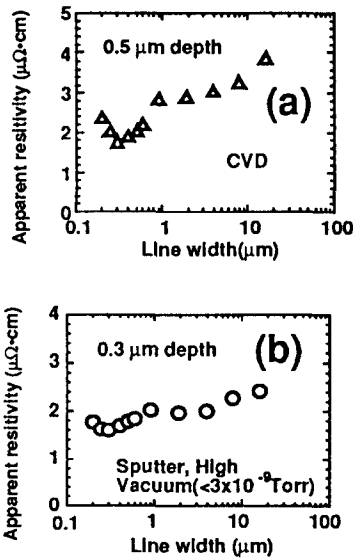 Apparent resitivity (μΩ•cm)
5
4
3
2
1
0
0.5 μm depth
(a)
CVD
0.1
1
10
100
Line width(μm)
Apparent resitivity (μΩ•cm)
4
3
2
1
0
0.3 μm depth
(b)
Sputter, High
Vacuum(<3x10⁻⁹Torr)
0.1
1
10
100
Line width(μm)